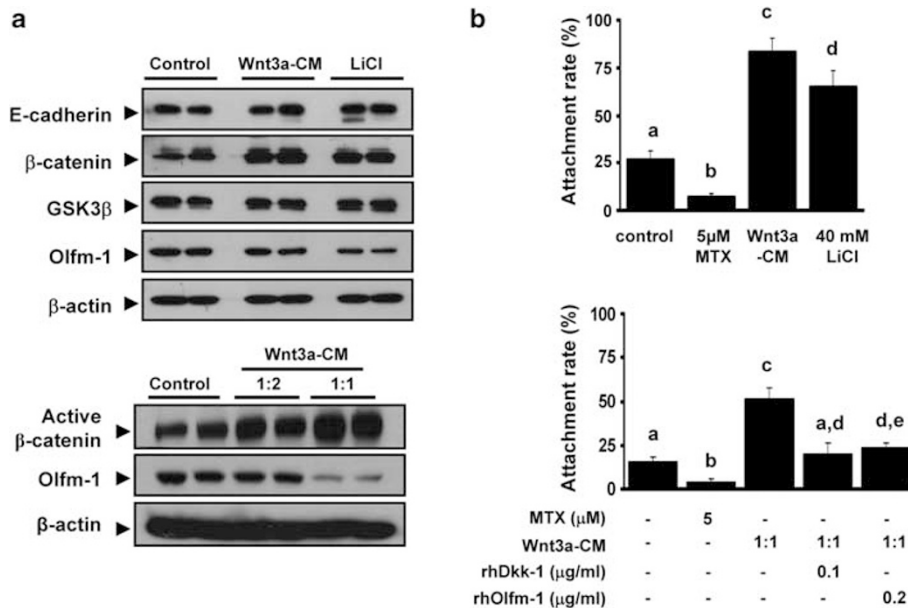 a
Control Wnt3a-CM LiCl
E-cadherin
β-catenin
GSK3β
Olfm-1
β-actin
Wnt3a-CM
Control 1:2 1:1
Active
β-catenin
Olfm-1
β-actin
b
Attachment rate (%)
100
75
50
25
0
a
b
c
d
control 5μM Wnt3a 40 mM
MTX -CM LiCl
Attachment rate (%)
100
75
50
25
0
a
b
c
a,d
d,e
MTX (μM) - 5 - - -
Wnt3a-CM - - 1:1 1:1 1:1
rhDkk-1 (μg/ml) - - - 0.1 -
rhOlfm-1 (μg/ml) - - - - 0.2